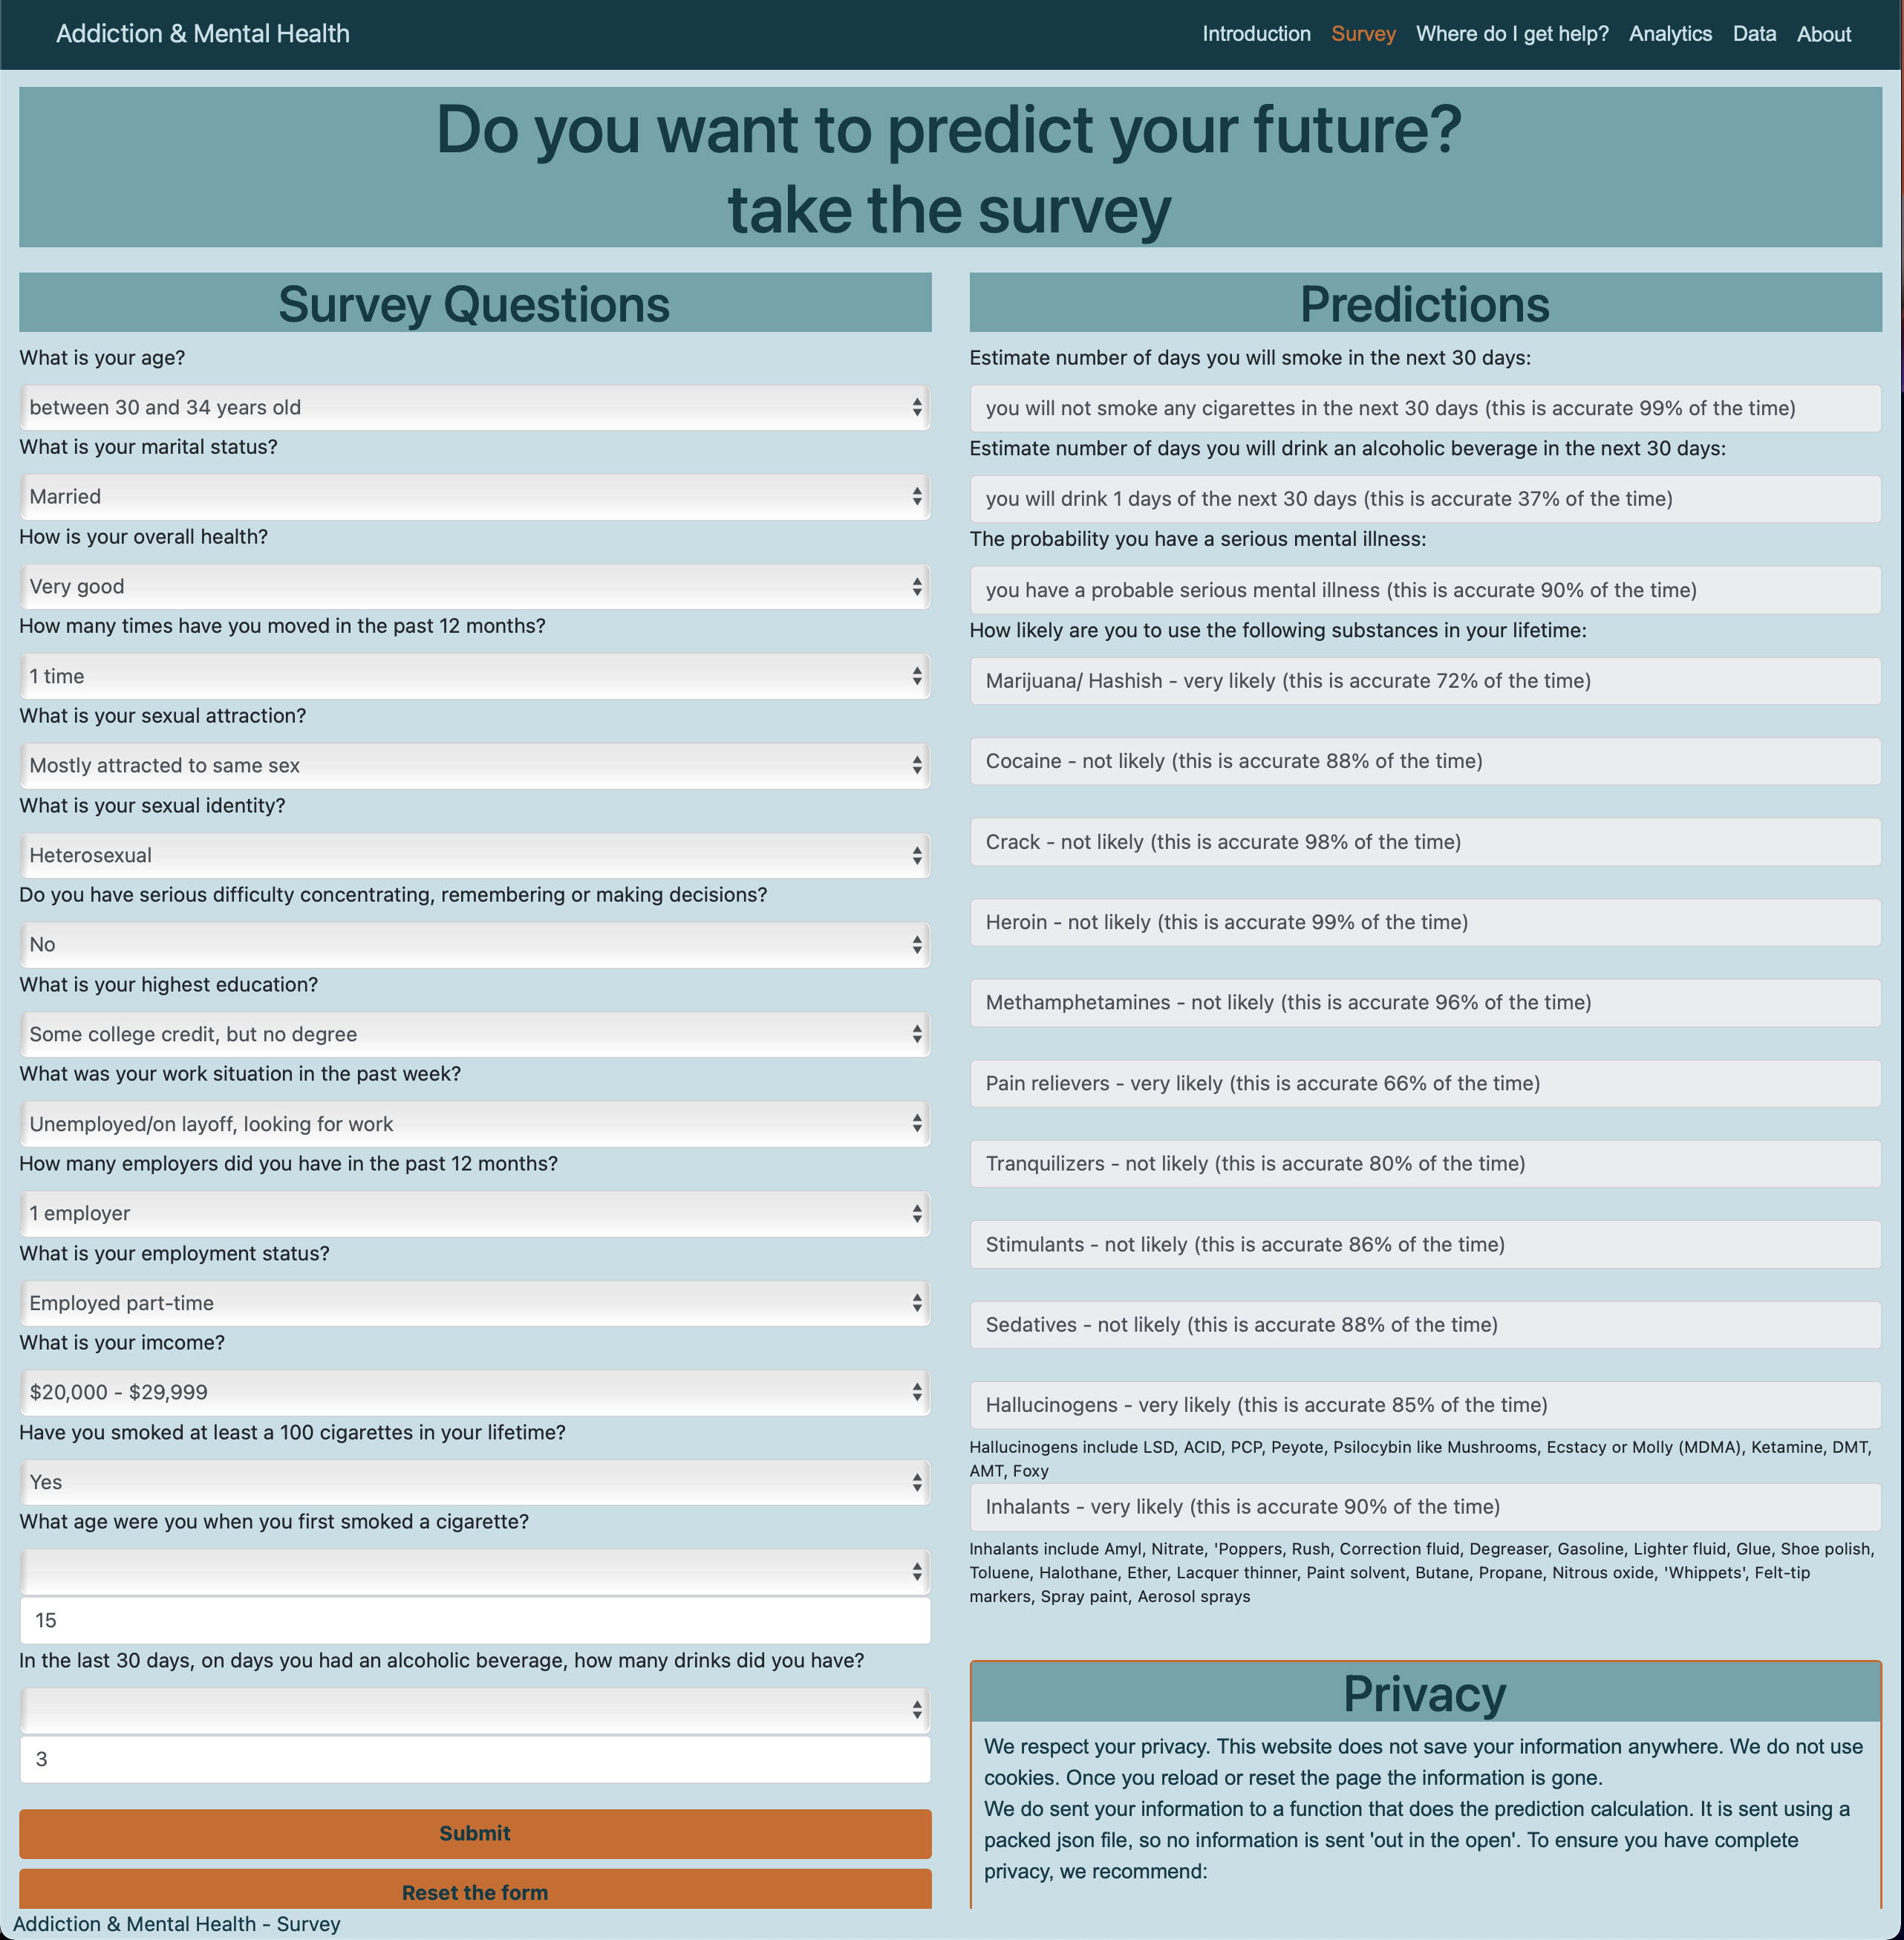 Addiction & Mental Health
Introduction Survey Where do I get help? Analytics Data About
Do you want to predict your future?
take the survey
Survey Questions
What is your age?
between 30 and 34 years old
What is your marital status?
Married
How is your overall health?
Very good
How many times have you moved in the past 12 months?
1 time
What is your sexual attraction?
Mostly attracted to same sex
What is your sexual identity?
Heterosexual
Do you have serious difficulty concentrating, remembering or making decisions?
No
What is your highest education?
Some college credit, but no degree
What was your work situation in the past week?
Unemployed/on layoff, looking for work
How many employers did you have in the past 12 months?
1 employer
What is your employment status?
Employed part-time
What is your imcome?
$20,000 - $29,999
Have you smoked at least a 100 cigarettes in your lifetime?
Yes
What age were you when you first smoked a cigarette?
15
In the last 30 days, on days you had an alcoholic beverage, how many drinks did you have?
3
Submit
Reset the form
Predictions
Estimate number of days you will smoke in the next 30 days:
you will not smoke any cigarettes in the next 30 days (this is accurate 99% of the time)
Estimate number of days you will drink an alcoholic beverage in the next 30 days:
you will drink 1 days of the next 30 days (this is accurate 37% of the time)
The probability you have a serious mental illness:
you have a probable serious mental illness (this is accurate 90% of the time)
How likely are you to use the following substances in your lifetime:
Marijuana/ Hashish - very likely (this is accurate 72% of the time)
Cocaine - not likely (this is accurate 88% of the time)
Crack - not likely (this is accurate 98% of the time)
Heroin - not likely (this is accurate 99% of the time)
Methamphetamines - not likely (this is accurate 96% of the time)
Pain relievers - very likely (this is accurate 66% of the time)
Tranquilizers - not likely (this is accurate 80% of the time)
Stimulants - not likely (this is accurate 86% of the time)
Sedatives - not likely (this is accurate 88% of the time)
Hallucinogens - very likely (this is accurate 85% of the time)
Hallucinogens include LSD, ACID, PCP, Peyote, Psilocybin like Mushrooms, Ecstacy or Molly (MDMA), Ketamine, DMT,
AMT, Foxy
Inhalants - very likely (this is accurate 90% of the time)
Inhalants include Amyl, Nitrate, 'Poppers, Rush, Correction fluid, Degreaser, Gasoline, Lighter fluid, Glue, Shoe polish,
Toluene, Halothane, Ether, Lacquer thinner, Paint solvent, Butane, Propane, Nitrous oxide, 'Whippets', Felt-tip
markers, Spray paint, Aerosol sprays
Privacy
We respect your privacy. This website does not save your information anywhere. We do not use
cookies. Once you reload or reset the page the information is gone.
We do sent your information to a function that does the prediction calculation. It is sent using a
packed json file, so no information is sent 'out in the open'. To ensure you have complete
privacy, we recommend:
Addiction & Mental Health - Survey